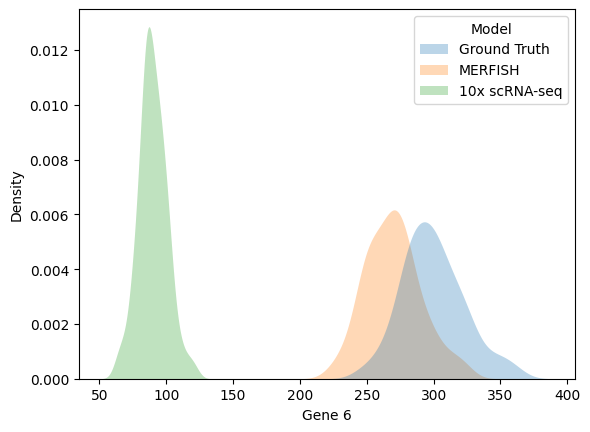 Model
Ground Truth
MERFISH
10x scRNA-seq
0.012
0.010
0.008
0.006
0.004
0.002
0.000
Density
50 100 150 200 250 300 350 400
Gene 6